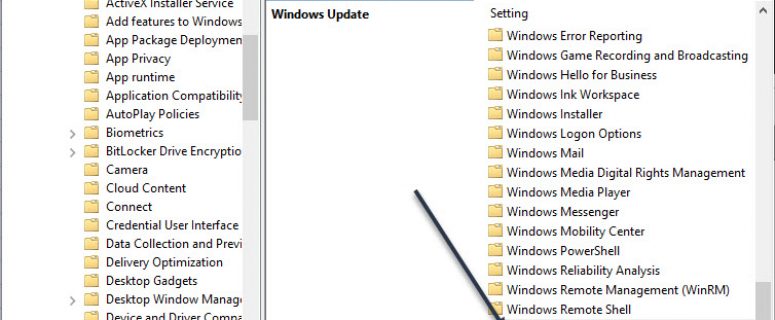 ActiveX Installer Service
Add features to Windows
App Package Deploymen
App Privacy
App runtime
Application Compatibility
AutoPlay Policies
Biometrics
BitLocker Drive Encryptio
Camera
Cloud Content
Connect
Credential User Interface
Data Collection and Previ
Delivery Optimization
Desktop Gadgets
Desktop Window Manag
Device and Driver Compa
Windows Update
Setting
Windows Error Reporting
Windows Game Recording and Broadcasting
Windows Hello for Business
Windows Ink Workspace
Windows Installer
Windows Logon Options
Windows Mail
Windows Media Digital Rights Management
Windows Media Player
Windows Messenger
Windows Mobility Center
Windows PowerShell
Windows Reliability Analysis
Windows Remote Management (WinRM)
Windows Remote Shell